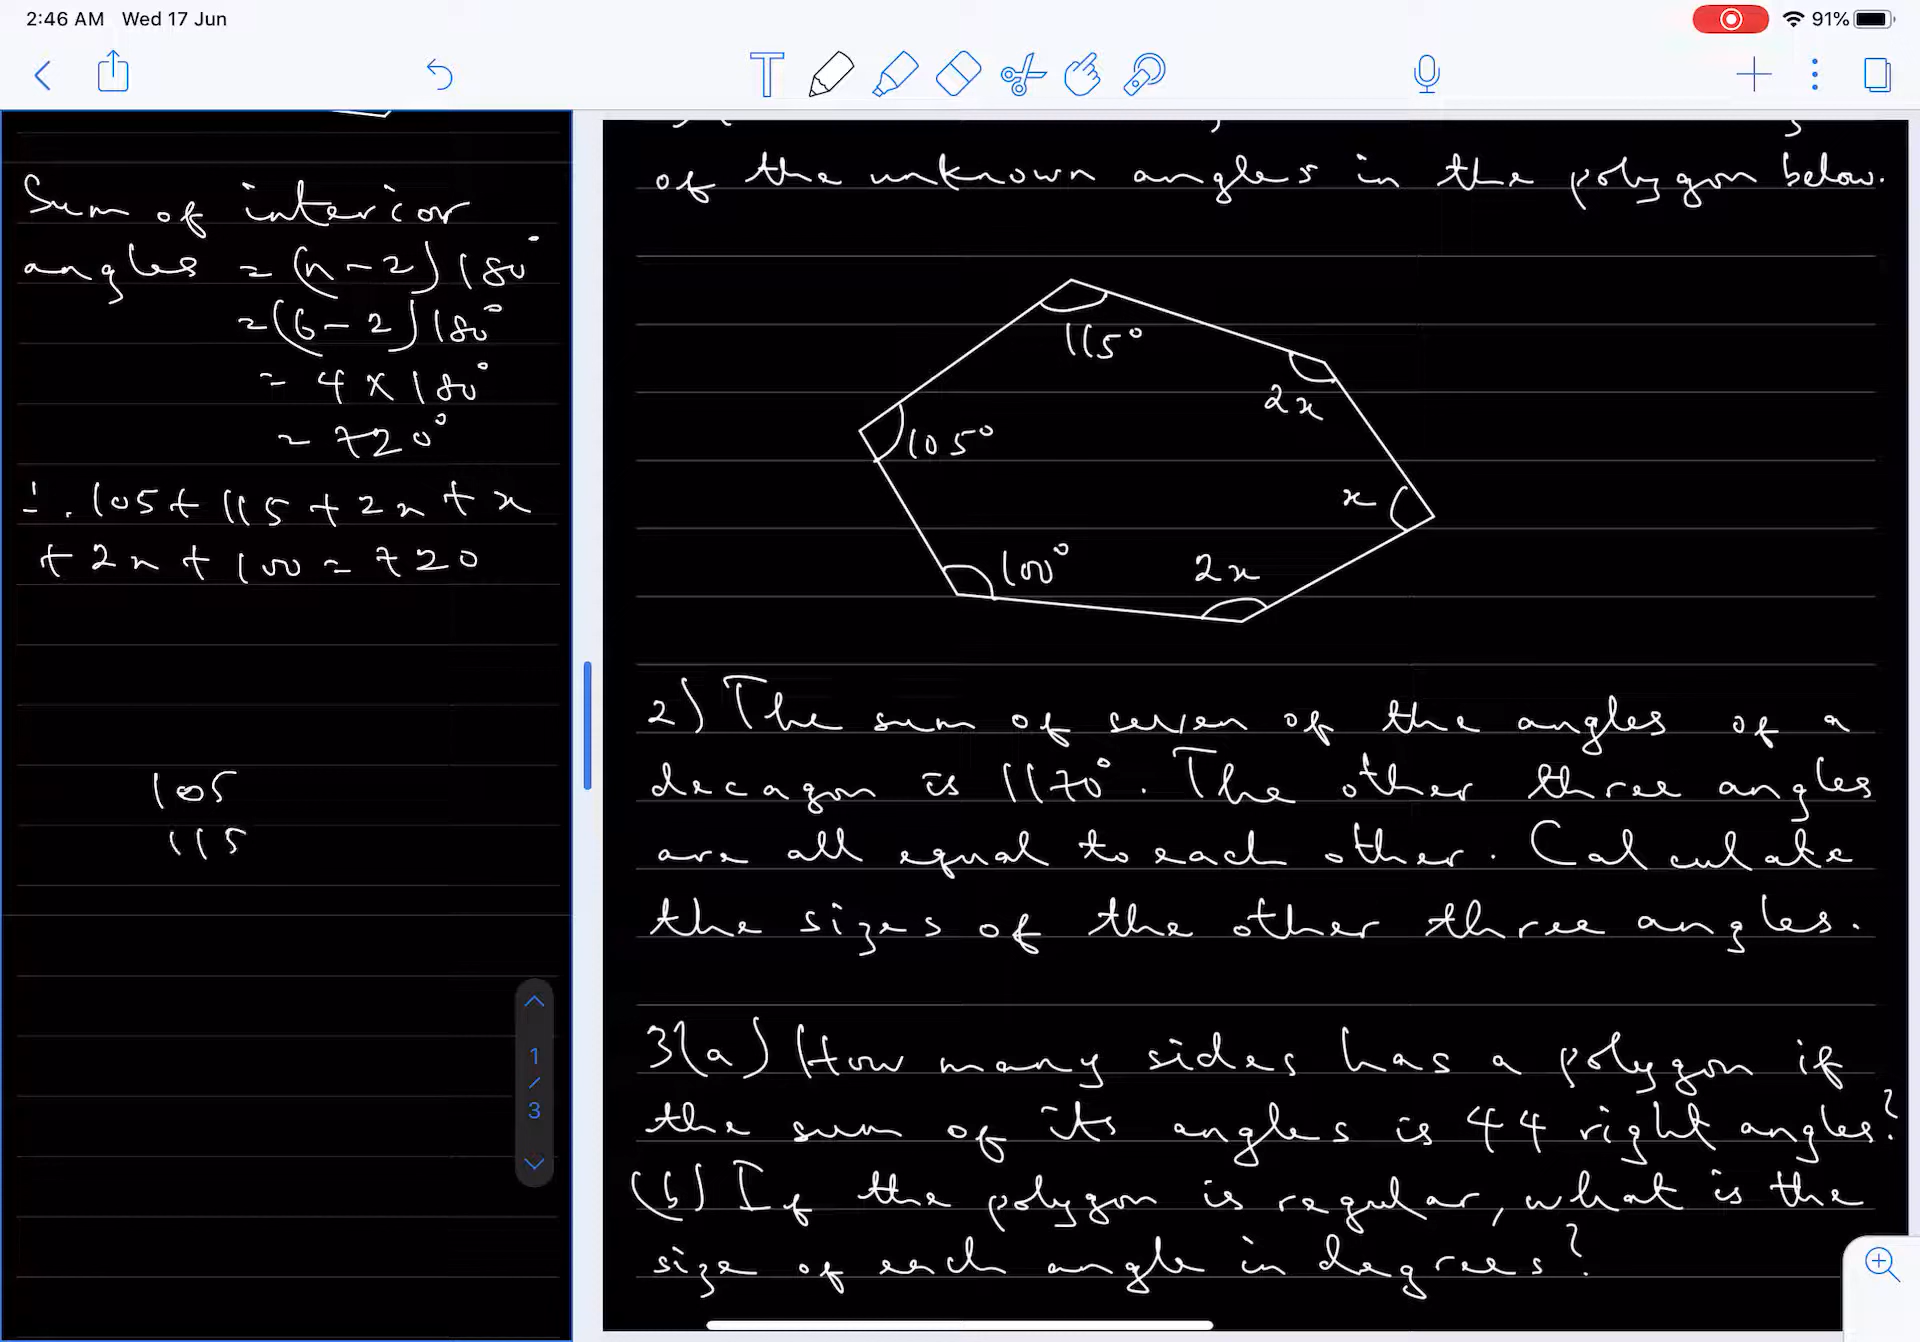 2:46 AM Wed 17 Jun
91%
Sum of interior
angles = (n-2)180°
=(6-2)180°
= 4 × 180°
= 720°
∴ 105+115+2x+x
+2x+100=720
105
115
1
/
3
of the unknown angles in the polygon below.
115°
2x
105°
x
100°
2x
2) The sum of seven of the angles of a
decagon is 1170°. The other three angles
are all equal to each other. Calculate
the sizes of the other three angles.
3(a) How many sides has a polygon if
the sum of its angles is 44 right angles?
(b) If the polygon is regular, what is the
size of each angle in degrees?